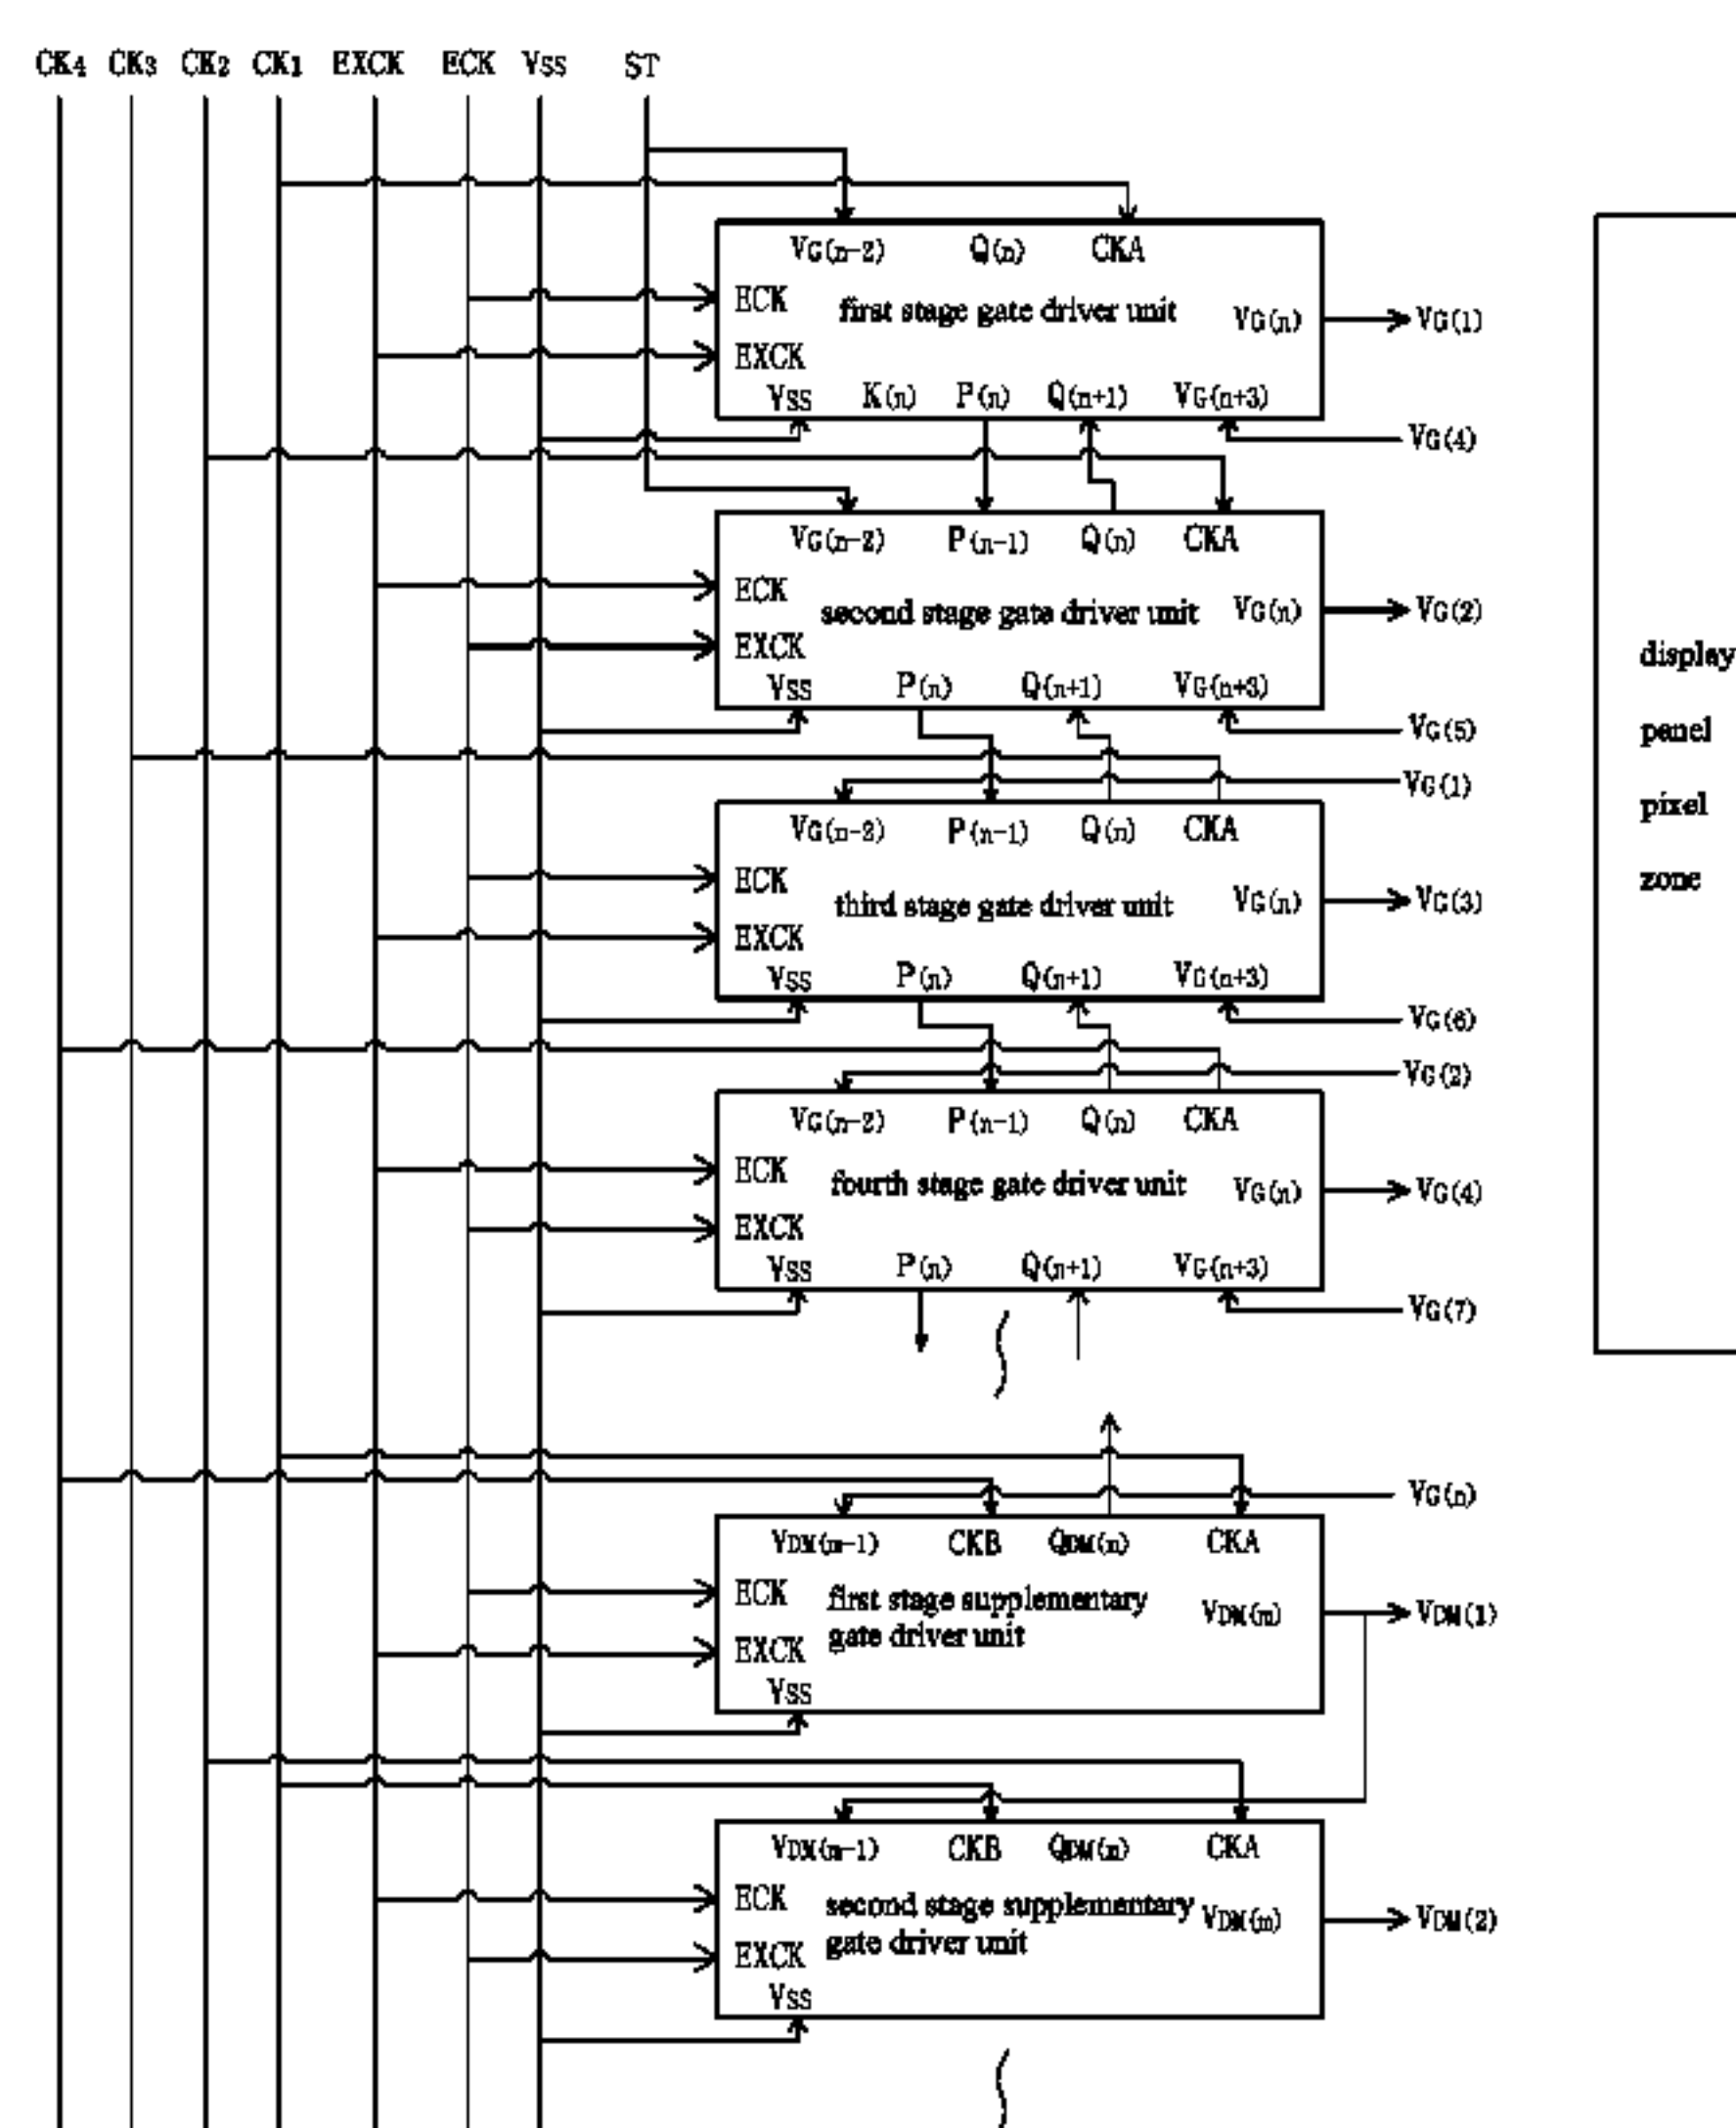 CK4 CK3 CK2 CK1 EXCK ECK VSS ST
VG(n-2) Q(n) CKA
ECK
first stage gate driver unit
VG(n) VG(1)
EXCK
VSS K(n) P(n) Q(n+1) VG(n+3)
VG(4)
VG(n-2) P(n-1) Q(n) CKA
ECK
second stage gate driver unit
VG(n) VG(2)
EXCK
VSS P(n) Q(n+1) VG(n+3)
VG(5)
VG(1)
VG(n-2) P(n-1) Q(n) CKA
ECK
third stage gate driver unit
VG(n) VG(3)
EXCK
VSS P(n) Q(n+1) VG(n+3)
VG(6)
VG(2)
VG(n-2) P(n-1) Q(n) CKA
ECK
fourth stage gate driver unit
VG(n) VG(4)
EXCK
VSS P(n) Q(n+1) VG(n+3)
VG(7)
display
panel
pixel
zone
VG(n)
VDM(m-1) CKB QDM(m) CKA
ECK
first stage supplementary
gate driver unit
VDM(m) VDM(1)
EXCK
VSS
VDM(m-1) CKB QDM(m) CKA
ECK
second stage supplementary
gate driver unit
VDM(m) VDM(2)
EXCK
VSS